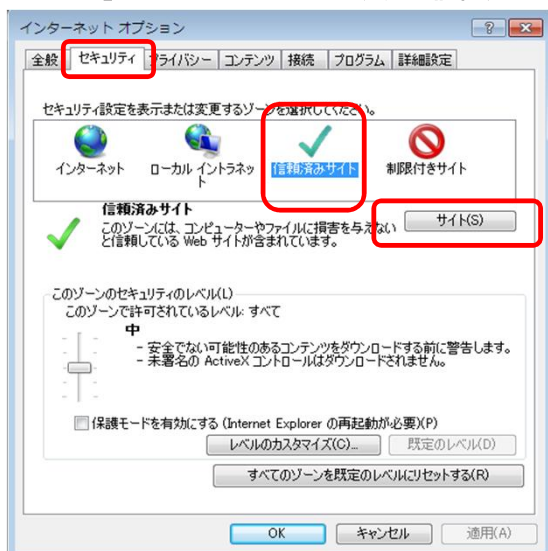 インターネット オプション
全般 セキュリティ プライバシー コンテンツ 接続 プログラム 詳細設定
セキュリティ設定を表示または変更するゾーンを選択してください。
インターネット ローカル イントラネッ 信頼済みサイト 制限付きサイト
ト
信頼済みサイト
サイト(S)
このゾーンには、コンピューターやファイルに損害を与えない
と信頼している Web サイトが含まれています。
このゾーンのセキュリティのレベル(L)
このゾーンで許可されているレベル: すべて
中
- 安全でない可能性のあるコンテンツをダウンロードする前に警告します。
- 未署名の ActiveX コントロールはダウンロードされません。
保護モードを有効にする (Internet Explorer の再起動が必要)(P)
レベルのカスタマイズ(C)... 既定のレベル(D)
すべてのゾーンを既定のレベルにリセットする(R)
OK キャンセル 適用(A)